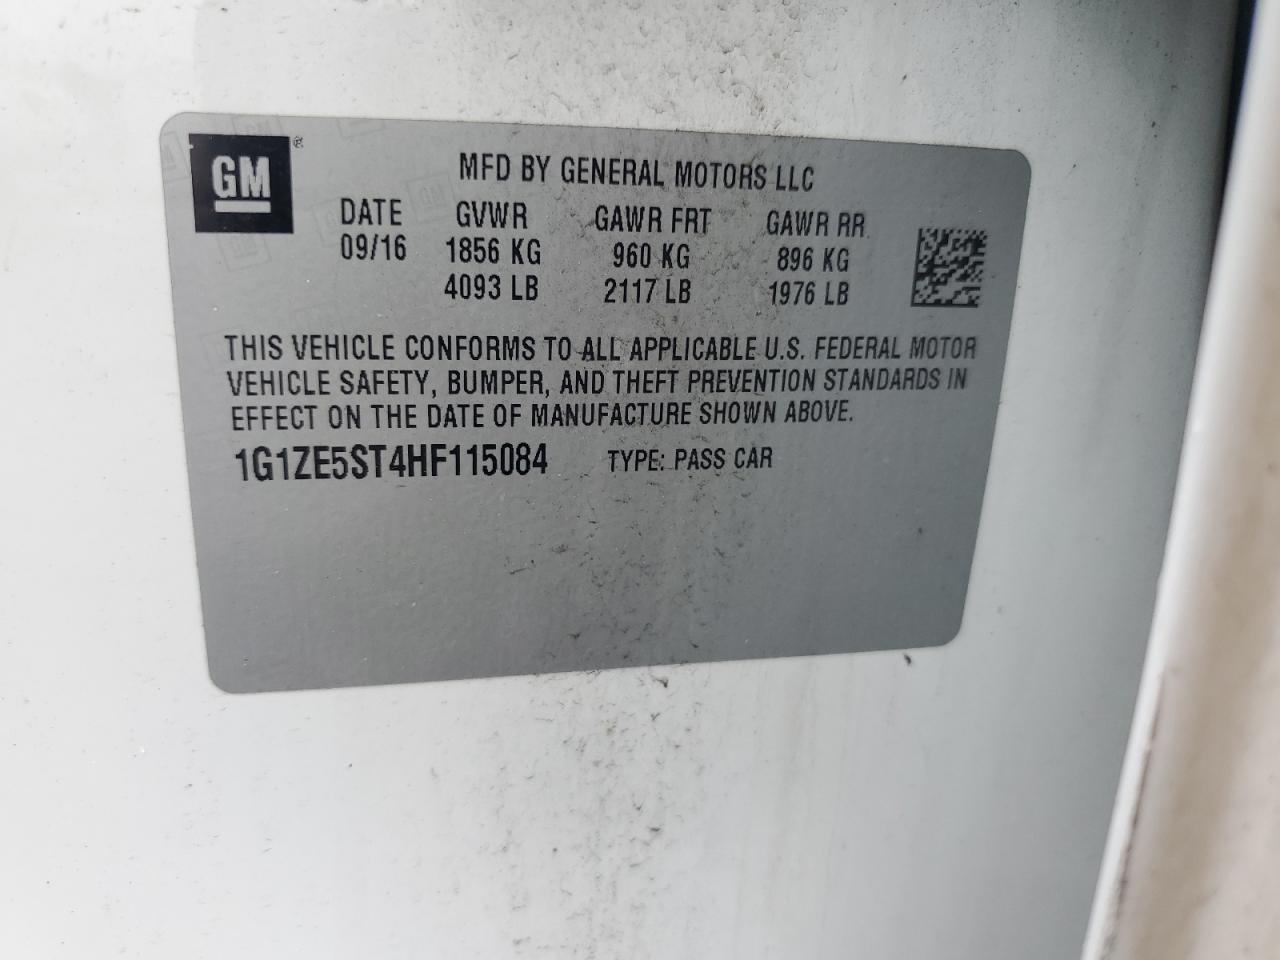 GM
MFD BY GENERAL MOTORS LLC
DATE GVWR GAWR FRT GAWR RR
09/16 1856 KG 960 KG 896 KG
4093 LB 2117 LB 1976 LB
THIS VEHICLE CONFORMS TO ALL APPLICABLE U.S. FEDERAL MOTOR
VEHICLE SAFETY, BUMPER, AND THEFT PREVENTION STANDARDS IN
EFFECT ON THE DATE OF MANUFACTURE SHOWN ABOVE.
1G1ZE5ST4HF115084 TYPE: PASS CAR